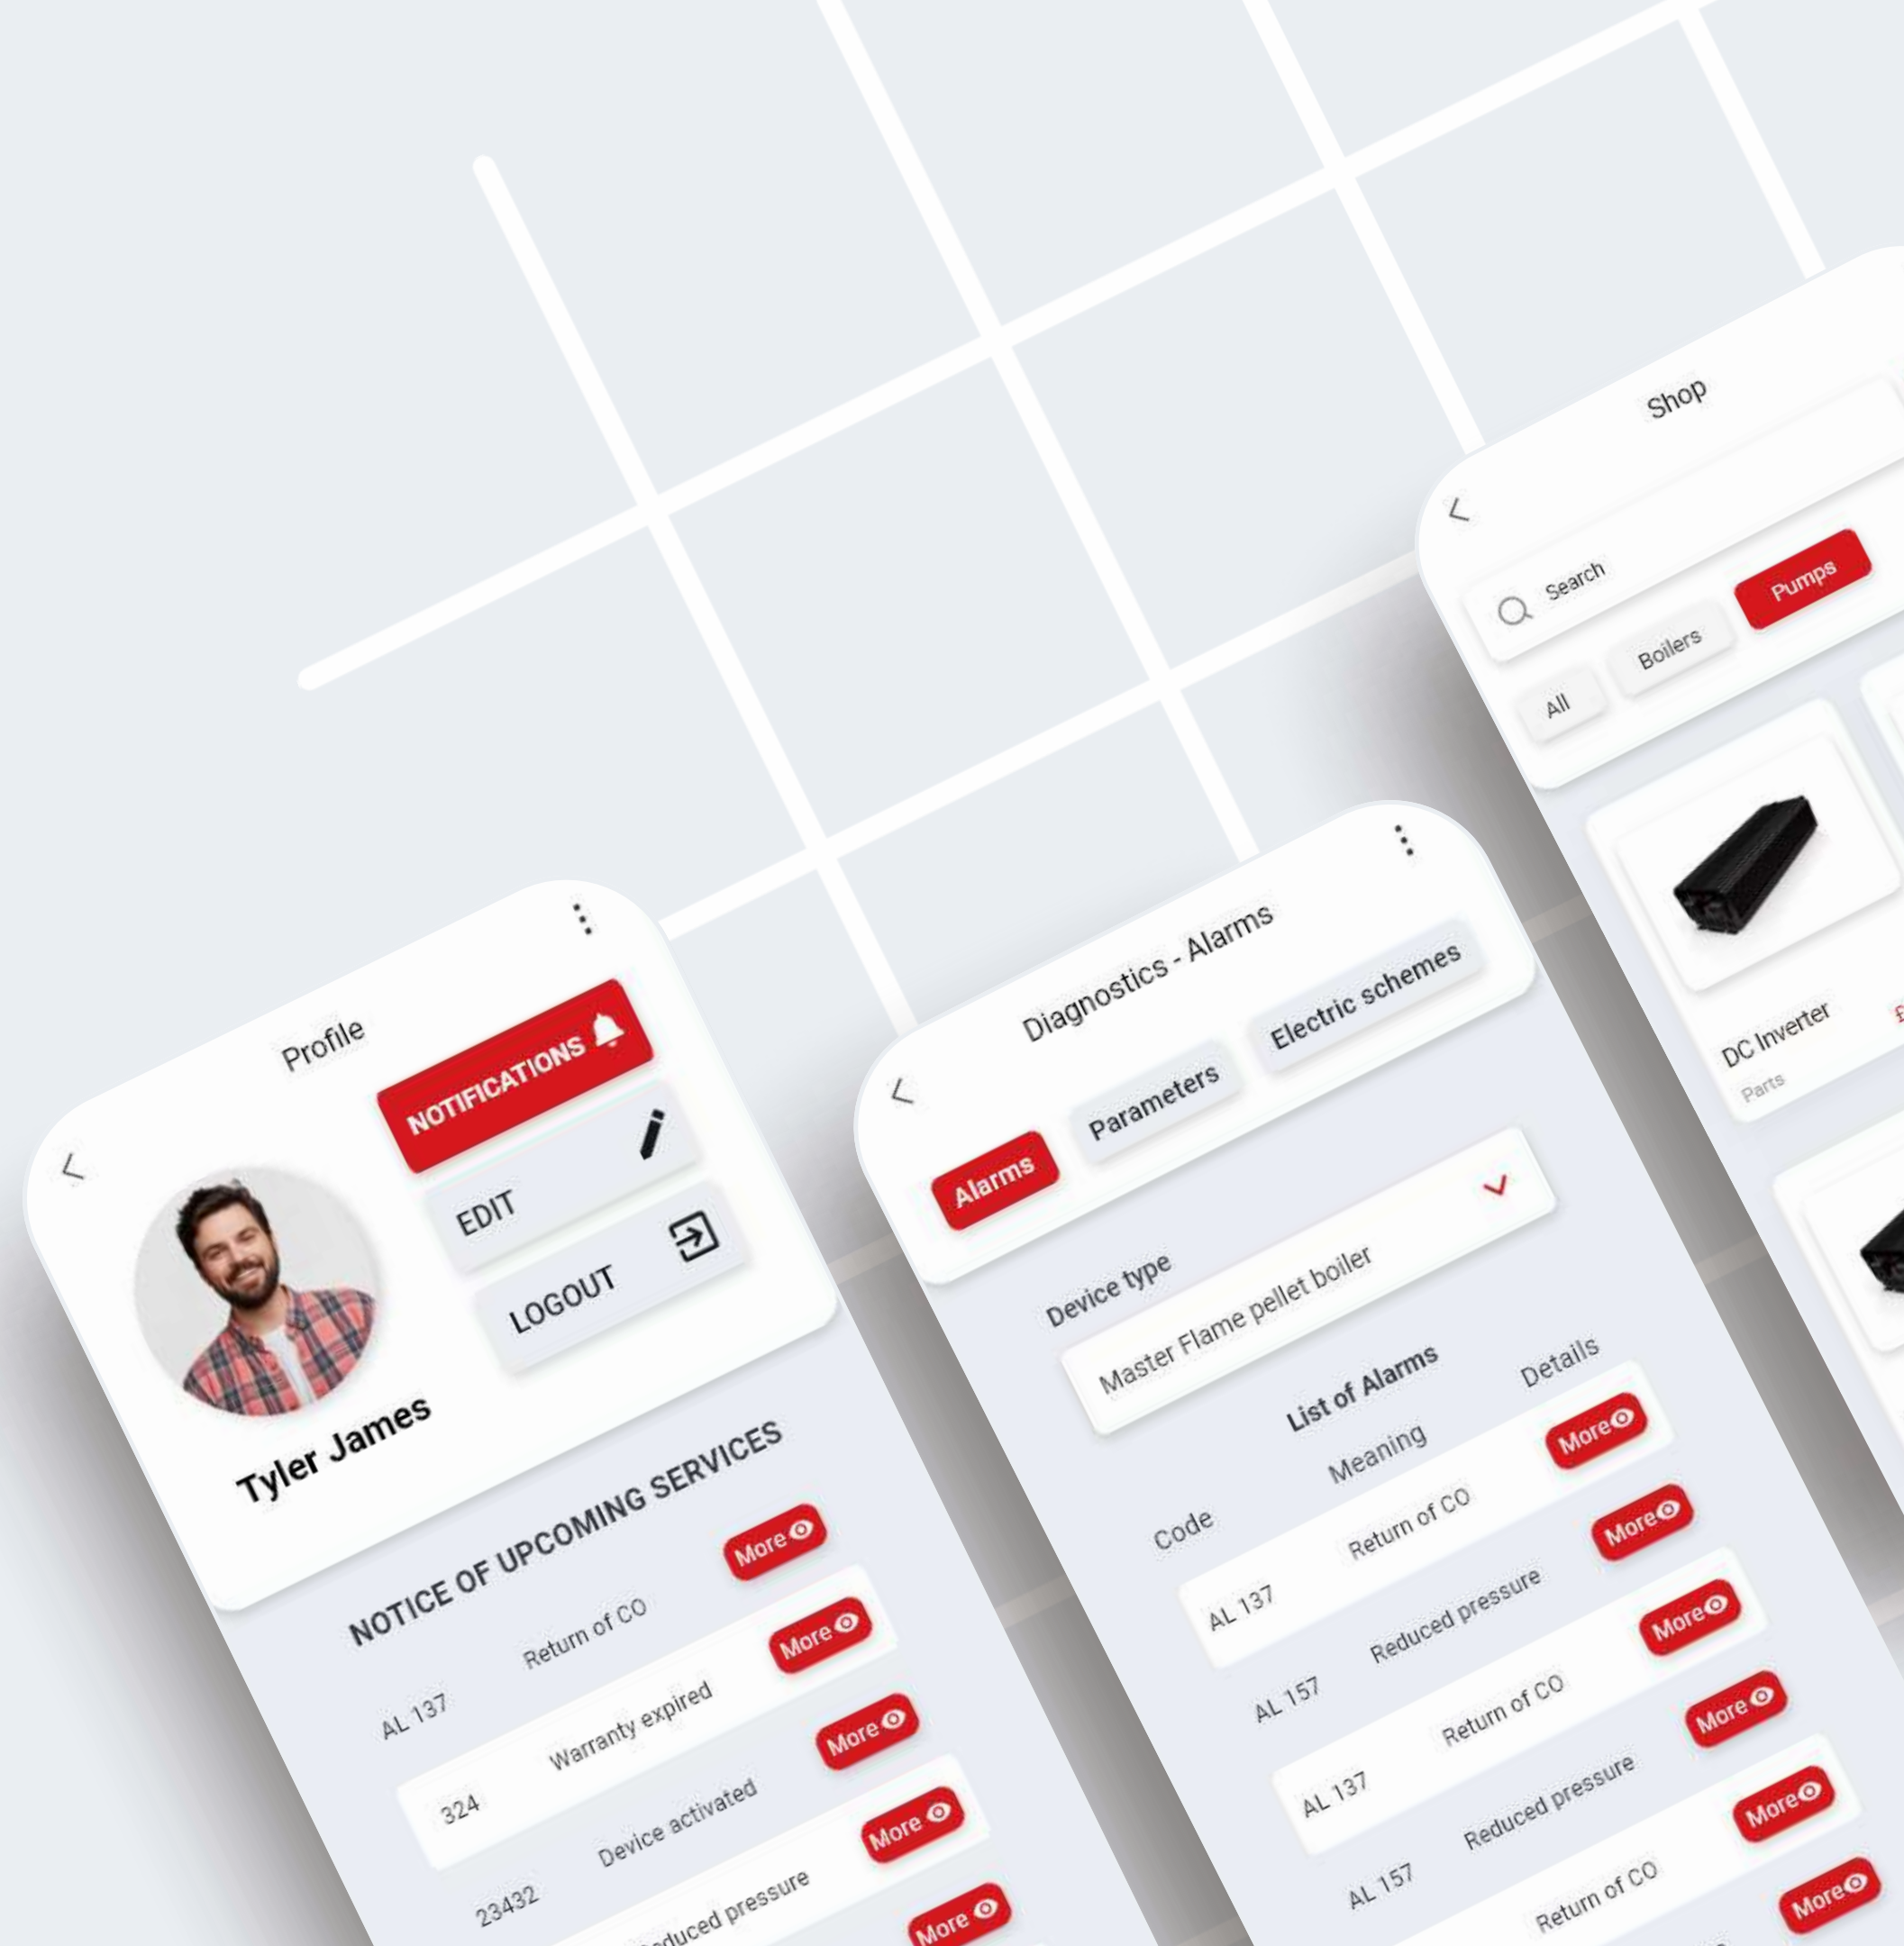 Profile
NOTIFICATIONS
EDIT
LOGOUT
Tyler James
NOTICE OF UPCOMING SERVICES
AL 137 Return of CO More
324 Warranty expired More
23432 Device activated More
pressure More
More
Diagnostics - Alarms
Alarms Parameters Electric schemes
Device type
Master Flame pellet boiler
List of Alarms
Code Meaning Details
AL 137 Return of CO More
AL 157 Reduced pressure More
AL 137 Return of CO More
AL 157 Reduced pressure More
Return of CO More
More
Shop
Search
All Boilers Pumps
DC Inverter £
Parts